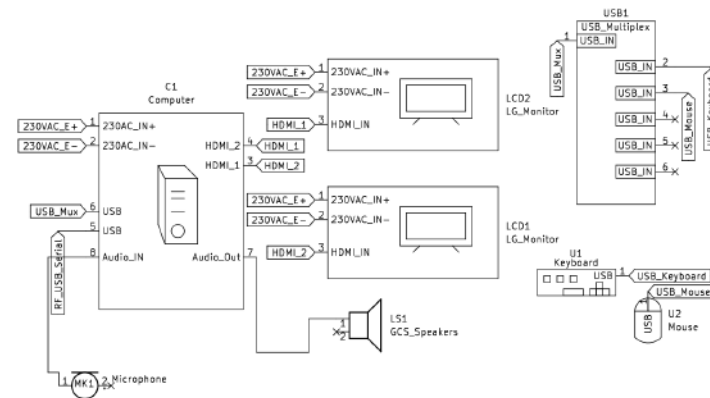 C1
Computer
230VAC_E+ 1 230AC_IN+
230VAC_E- 2 230AC_IN-
HDMI_2 4 HDMI_1
HDMI_1 3 HDMI_2
USB_Mux 6 USB
5 USB
RF_USB_Serial
8 Audio_IN
Audio_Out 7
1 MK1 2 Microphone
230VAC_E+ 1 230VAC_IN+
230VAC_E- 2 230VAC_IN-
HDMI_1 3 HDMI_IN
LCD2
LG_Monitor
230VAC_E+ 1 230VAC_IN+
230VAC_E- 2 230VAC_IN-
HDMI_2 3 HDMI_IN
LCD1
LG_Monitor
1
2
LS1
GCS_Speakers
USB1
USB_Multiplex
1 USB_IN
USB_Mux
USB_IN 2
USB_IN 3
USB_IN 4
USB_IN 5
USB_IN 6
USB_Mouse
U1
Keyboard
USB 1 USB_Keyboard
USB_Mouse
USB
U2
Mouse